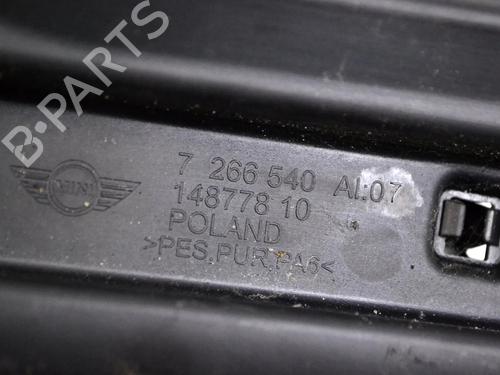 B-PARTS
MINI
7 266 540 AI:07
148778 10
POLAND
>PES.PUR.PA6<